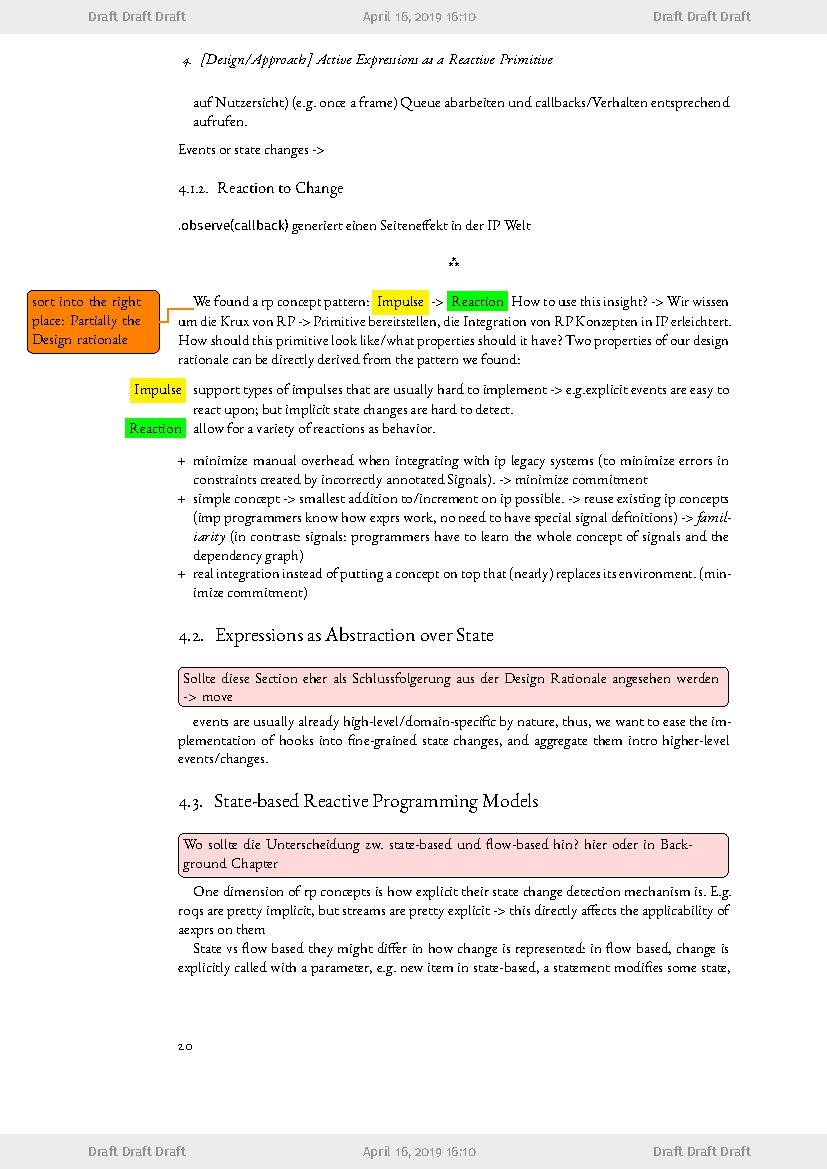 Draft Draft Draft April 16, 2019 16:10 Draft Draft Draft
4. [Design/Approach] Active Expressions as a Reactive Primitive
auf Nutzersicht) (e.g. once a frame) Queue abarbeiten und callbacks/Verhalten entsprechend
aufrufen.
Events or state changes ->
4.1.2. Reaction to Change
.observe(callback) generiert einen Seiteneffekt in der IP Welt
⁂
sort into the right
place: Partially the
Design rationale
We found a rp concept pattern: Impulse -> Reaction How to use this insight? -> Wir wissen
um die Krux von RP -> Primitive bereitstellen, die Integration von RP Konzepten in IP erleichtert.
How should this primitive look like/what properties should it have? Two properties of our design
rationale can be directly derived from the pattern we found:
Impulse support types of impulses that are usually hard to implement -> e.g.explicit events are easy to
react upon; but implicit state changes are hard to detect.
Reaction allow for a variety of reactions as behavior.
+ minimize manual overhead when integrating with ip legacy systems (to minimize errors in
constraints created by incorrectly annotated Signals). -> minimize commitment
+ simple concept -> smallest addition to/increment on ip possible. -> reuse existing ip concepts
(imp programmers know how exprs work, no need to have special signal definitions) -> famil-
iarity (in contrast: signals: programmers have to learn the whole concept of signals and the
dependency graph)
+ real integration instead of putting a concept on top that (nearly) replaces its environment. (min-
imize commitment)
4.2. Expressions as Abstraction over State
Sollte diese Section eher als Schlussfolgerung aus der Design Rationale angesehen werden
-> move
events are usually already high-level/domain-specific by nature, thus, we want to ease the im-
plementation of hooks into fine-grained state changes, and aggregate them intro higher-level
events/changes.
4.3. State-based Reactive Programming Models
Wo sollte die Unterscheidung zw. state-based und flow-based hin? hier oder in Back-
ground Chapter
One dimension of rp concepts is how explicit their state change detection mechanism is. E.g.
roqs are pretty implicit, but streams are pretty explicit -> this directly affects the applicability of
aexprs on them
State vs flow based they might differ in how change is represented: in flow based, change is
explicitly called with a parameter, e.g. new item in state-based, a statement modifies some state,
20
Draft Draft Draft April 16, 2019 16:10 Draft Draft Draft